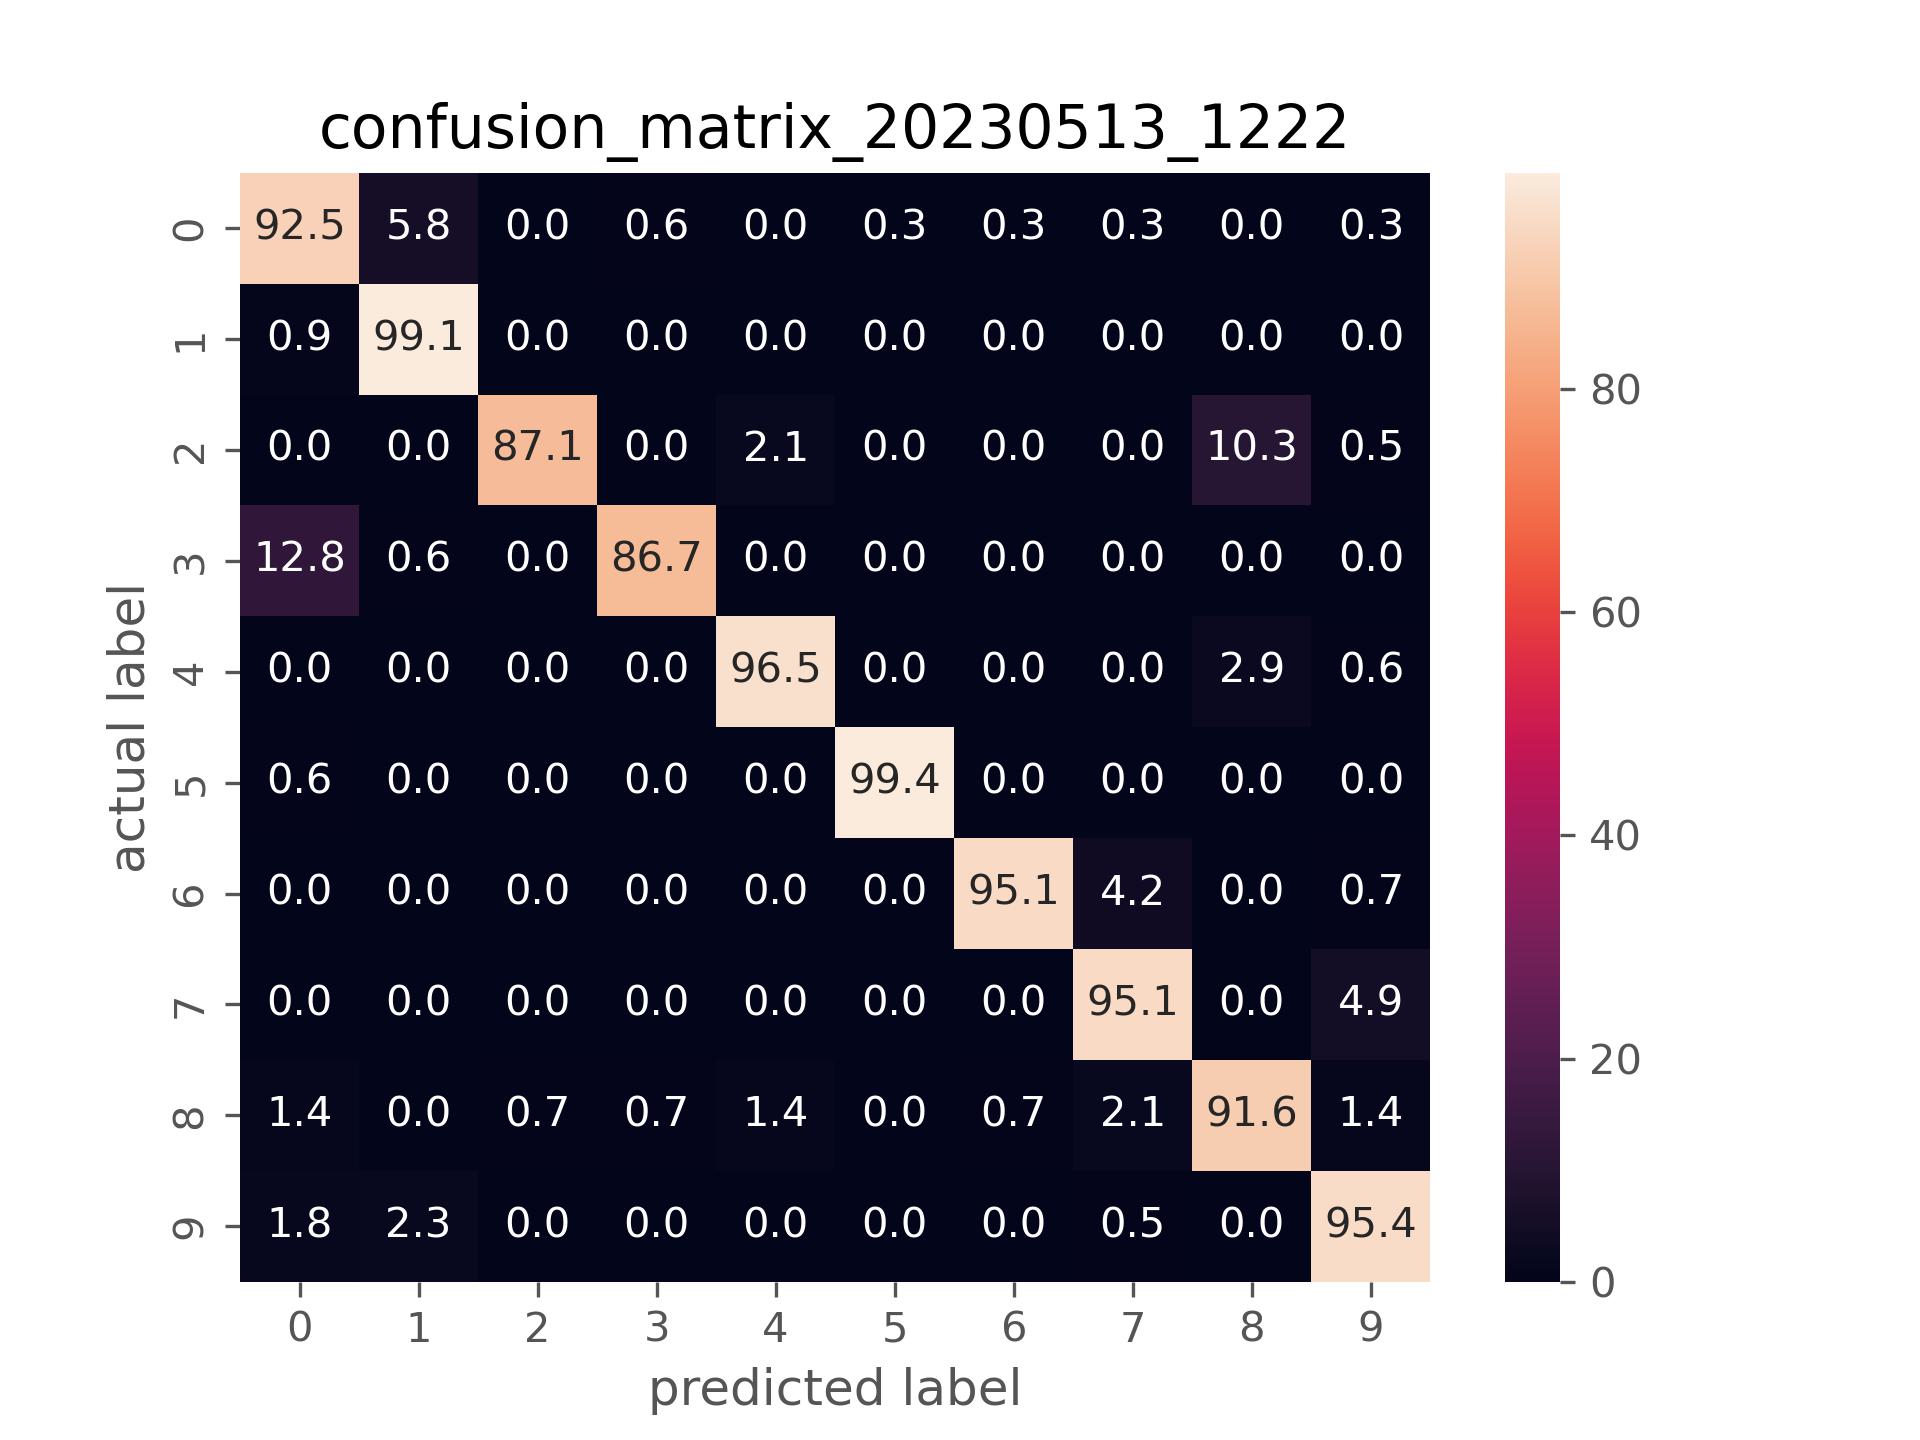 confusion_matrix_20230513_1222
0 92.5 5.8 0.0 0.6 0.0 0.3 0.3 0.3 0.0 0.3
1 0.9 99.1 0.0 0.0 0.0 0.0 0.0 0.0 0.0 0.0
2 0.0 0.0 87.1 0.0 2.1 0.0 0.0 0.0 10.3 0.5
3 12.8 0.6 0.0 86.7 0.0 0.0 0.0 0.0 0.0 0.0
4 0.0 0.0 0.0 0.0 96.5 0.0 0.0 0.0 2.9 0.6
5 0.6 0.0 0.0 0.0 0.0 99.4 0.0 0.0 0.0 0.0
6 0.0 0.0 0.0 0.0 0.0 0.0 95.1 4.2 0.0 0.7
7 0.0 0.0 0.0 0.0 0.0 0.0 0.0 95.1 0.0 4.9
8 1.4 0.0 0.7 0.7 1.4 0.0 0.7 2.1 91.6 1.4
9 1.8 2.3 0.0 0.0 0.0 0.0 0.0 0.5 0.0 95.4
0 1 2 3 4 5 6 7 8 9
predicted label
actual label
80
60
40
20
0